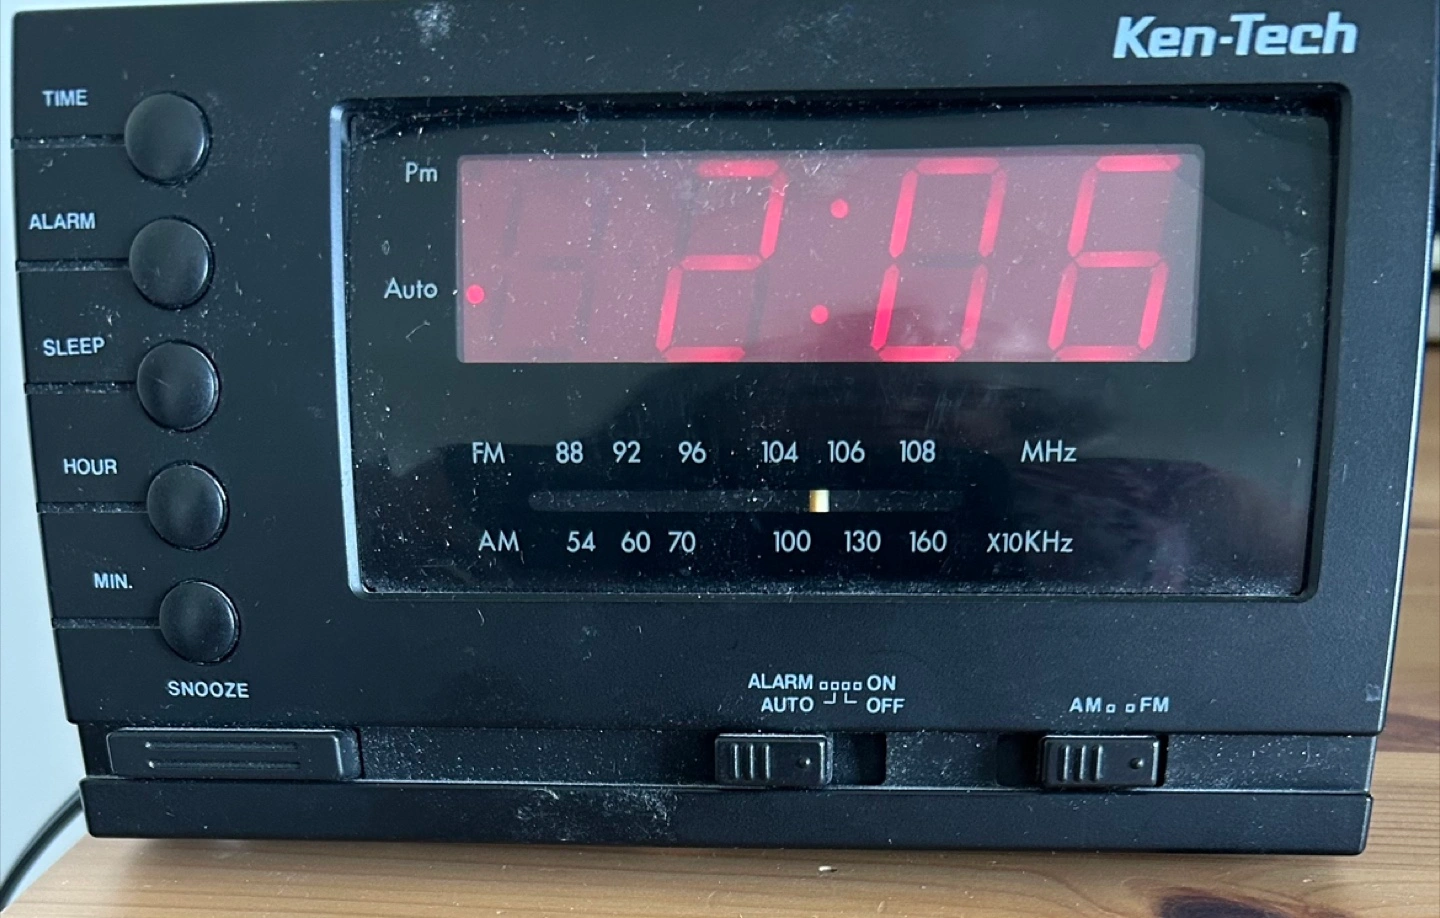 Ken-Tech
TIME
ALARM
SLEEP
HOUR
MIN.
SNOOZE
Pm
Auto
2:06
FM 88 92 96 104 106 108 MHz
AM 54 60 70 100 130 160 X10KHz
ALARM ON
AUTO OFF
AM FM